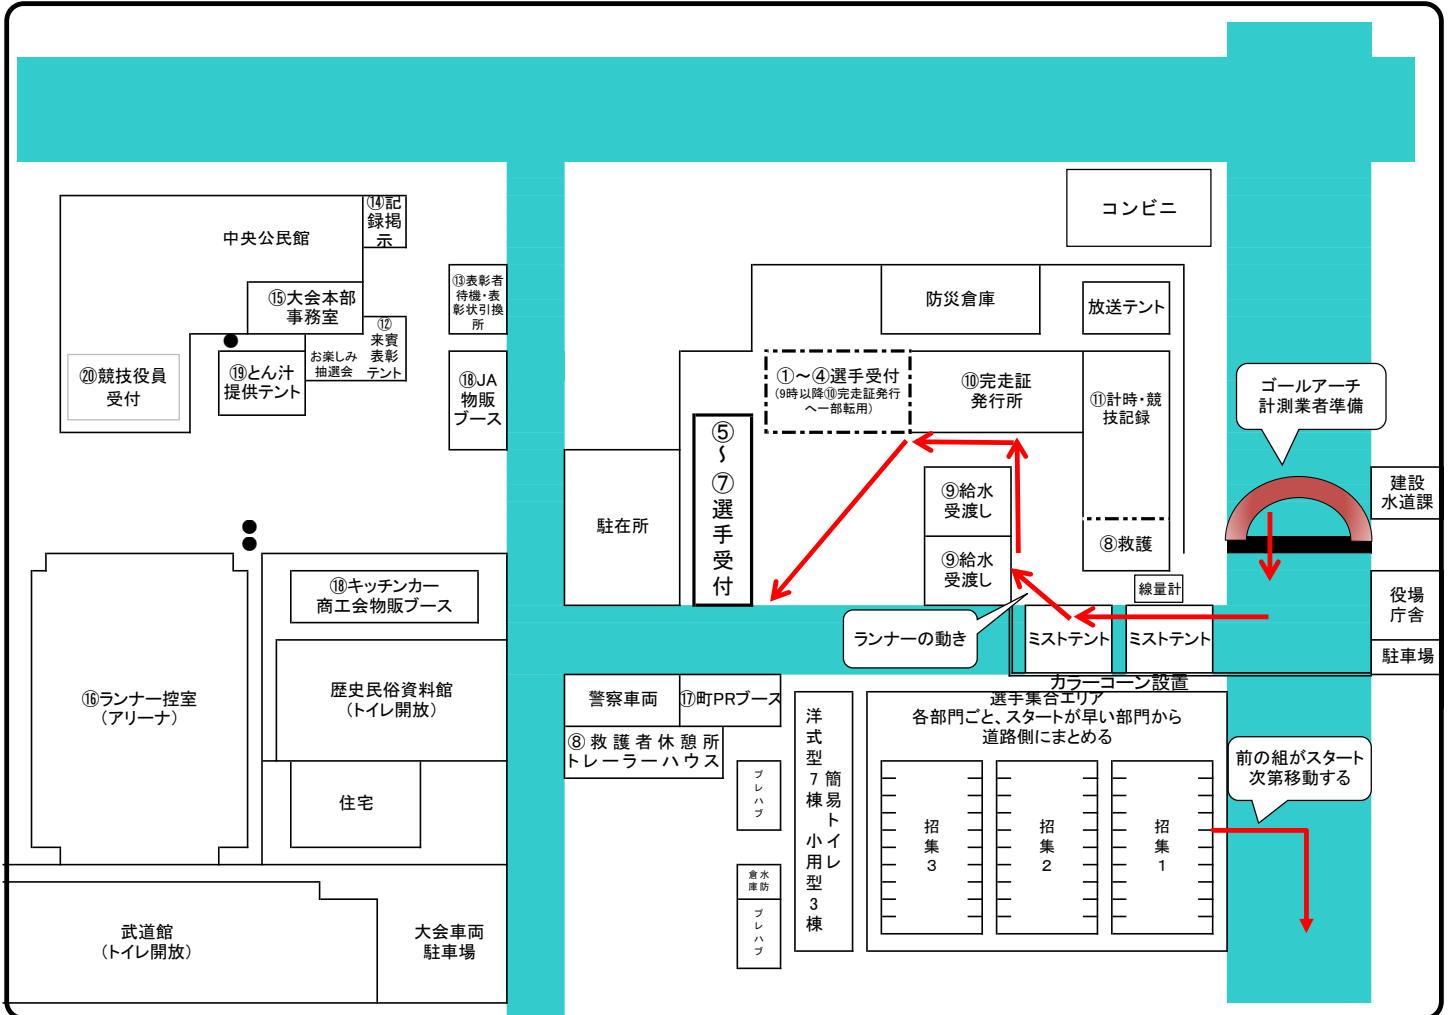 コンビニ
中央公民館
⑭記
録掲
示
⑬表彰者
待機・表
彰状引換
所
⑮大会本部
事務室
⑫
来賓
表彰
テント
お楽しみ
抽選会
⑳競技役員
受付
⑲とん汁
提供テント
⑱JA
物販
ブース
防災倉庫
放送テント
①～④選手受付
(9時以降⑩完走証発行
へ一部転用)
⑩完走証
発行所
⑪計時・競
技記録
ゴールアーチ
計測業者準備
⑤～⑦選手受付
駐在所
⑨給水
受渡し
⑨給水
受渡し
⑧救護
線量計
建設
水道課
役場
庁舎
駐車場
ランナーの動き
ミストテント
ミストテント
カラーコーン設置
⑱キッチンカー
商工会物販ブース
⑯ランナー控室
(アリーナ)
歴史民俗資料館
(トイレ開放)
住宅
警察車両
⑰町PRブース
⑧救護者休憩所
トレーラーハウス
プレハブ
水防
倉庫
プレハブ
簡易トイレ
洋式型7棟 小用型3棟
選手集合エリア
各部門ごと、スタートが早い部門から
道路側にまとめる
招集3
招集2
招集1
前の組がスタート
次第移動する
武道館
(トイレ開放)
大会車両
駐車場